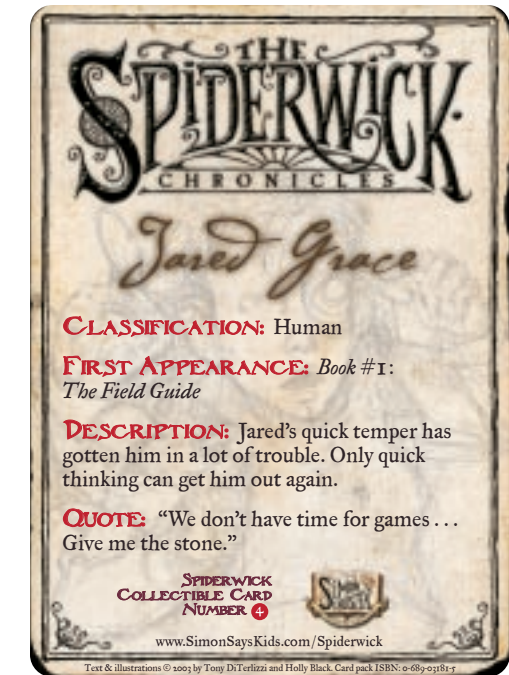 THE
SPIDERWICK
CHRONICLES
Jared Grace
CLASSIFICATION: Human
FIRST APPEARANCE: Book #1:
The Field Guide
DESCRIPTION: Jared's quick temper has
gotten him in a lot of trouble. Only quick
thinking can get him out again.
QUOTE: “We don't have time for games . . .
Give me the stone.”
SPIDERWICK
COLLECTIBLE CARD
NUMBER 4
www.SimonSaysKids.com/Spiderwick
Text & illustrations © 2003 by Tony DiTerlizzi and Holly Black. Card pack ISBN: 0-689-03181-5